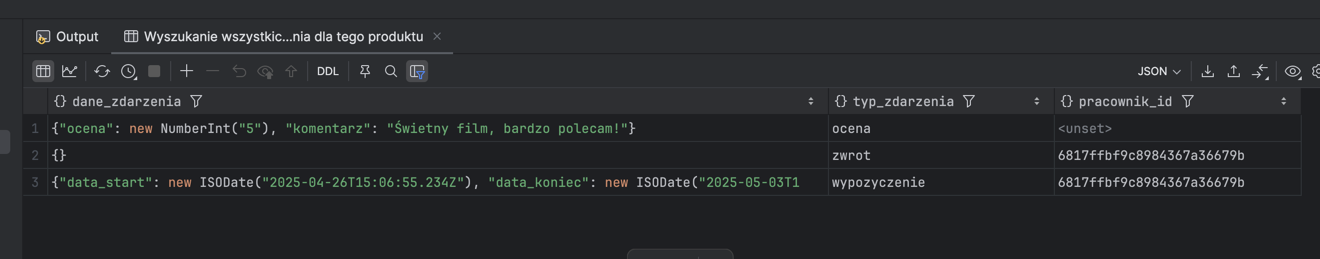 Output
Wyszukanie wszystkic...nia dla tego produktu
DDL
JSON
{} dane_zdarzenia {} typ_zdarzenia {} pracownik_id
1 {"ocena": new NumberInt("5"), "komentarz": "Świetny film, bardzo polecam!"} ocena <unset>
2 {} zwrot 6817ffbf9c8984367a36679b
3 {"data_start": new ISODate("2025-04-26T15:06:55.234Z"), "data_koniec": new ISODate("2025-05-03T1 wypozyczenie 6817ffbf9c8984367a36679b